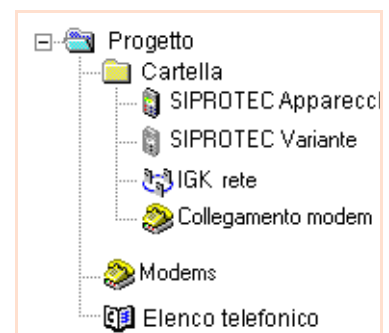 Progetto
Cartella
SIPROTEC Apparecc
SIPROTEC Variante
IGK rete
Collegamento modem
Modems
Elenco telefonico